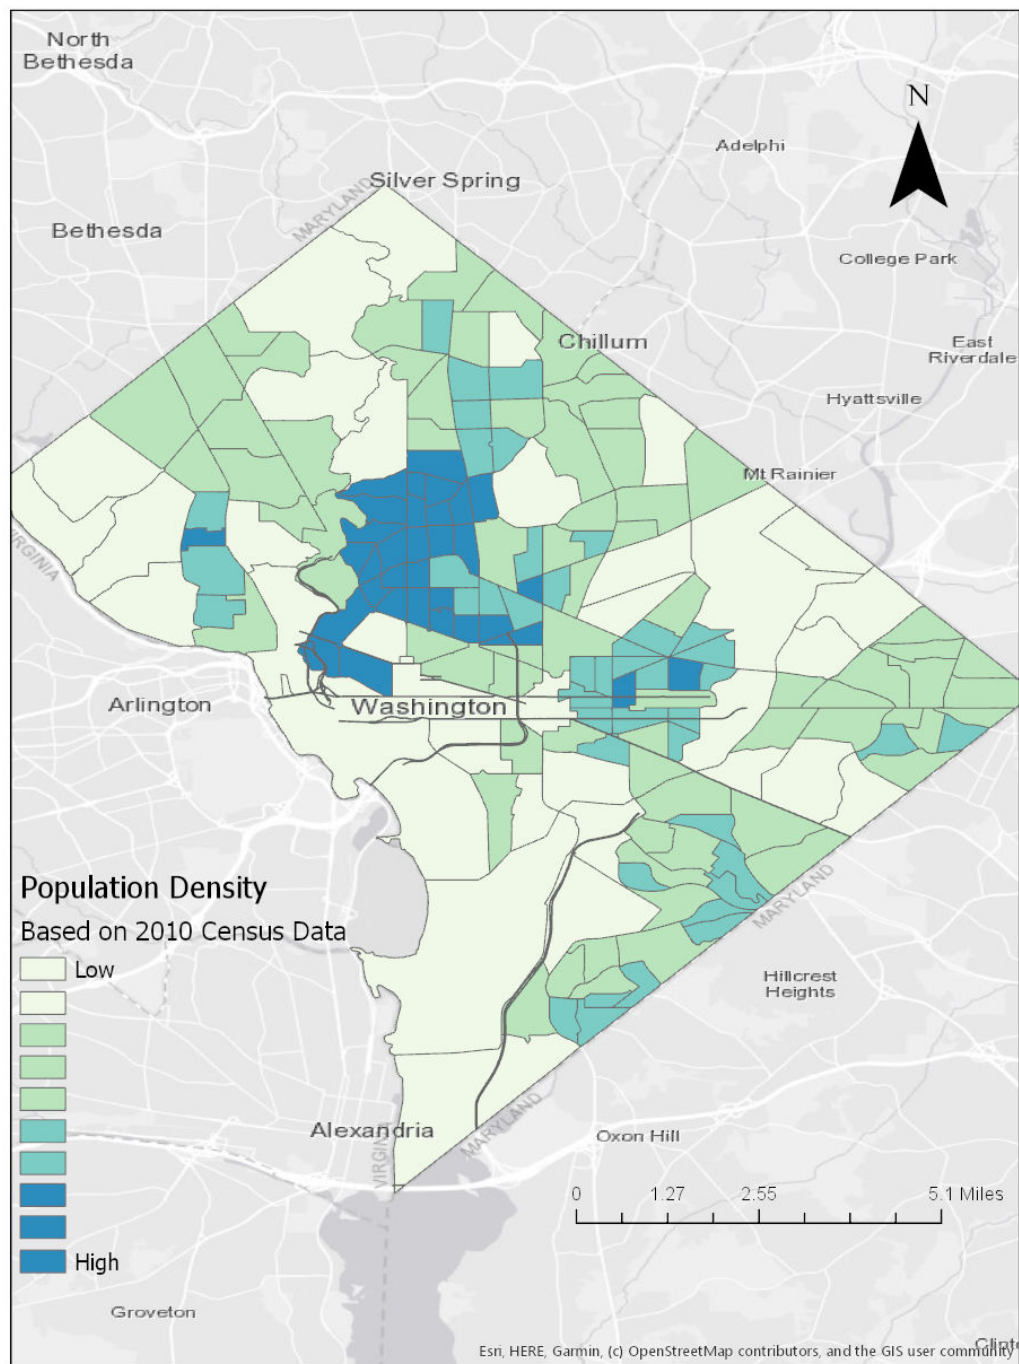 North
Bethesda
N
Adelphi
Silver Spring
MARYLAND
Bethesda
College Park
Chillum
East
Riverdale
Hyattsville
Mt Rainier
VIRGINIA
Arlington
Washington
Population Density
Based on 2010 Census Data
Low
High
MARYLAND
Hillcrest
Heights
Alexandria
MARYLAND
Oxon Hill
VIRGINI
0 1.27 2.55 5.1 Miles
Groveton
Clinto
Esri, HERE, Garmin, (c) OpenStreetMap contributors, and the GIS user community